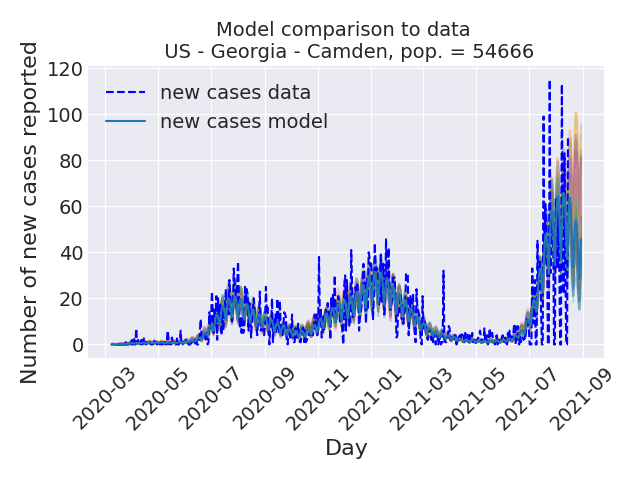 Model comparison to data
US - Georgia - Camden, pop. = 54666
Number of new cases reported
120
100
80
60
40
20
0
new cases data
new cases model
2020-03
2020-05
2020-07
2020-09
2020-11
2021-01
2021-03
2021-05
2021-07
2021-09
Day